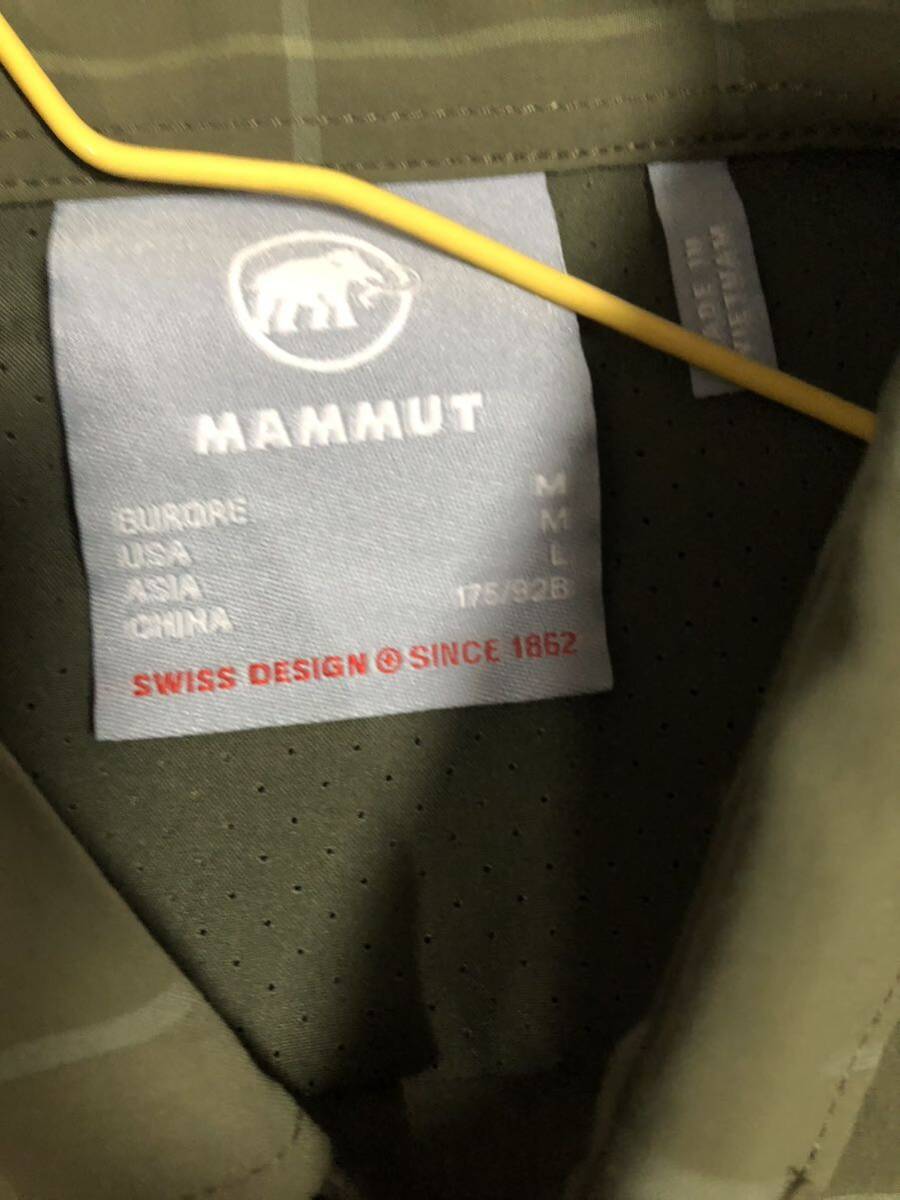 MAMMUT
EUROPE M
USA M
ASIA L
CHINA 175/92B
SWISS DESIGN SINCE 1862
MADE IN
VIETNAM